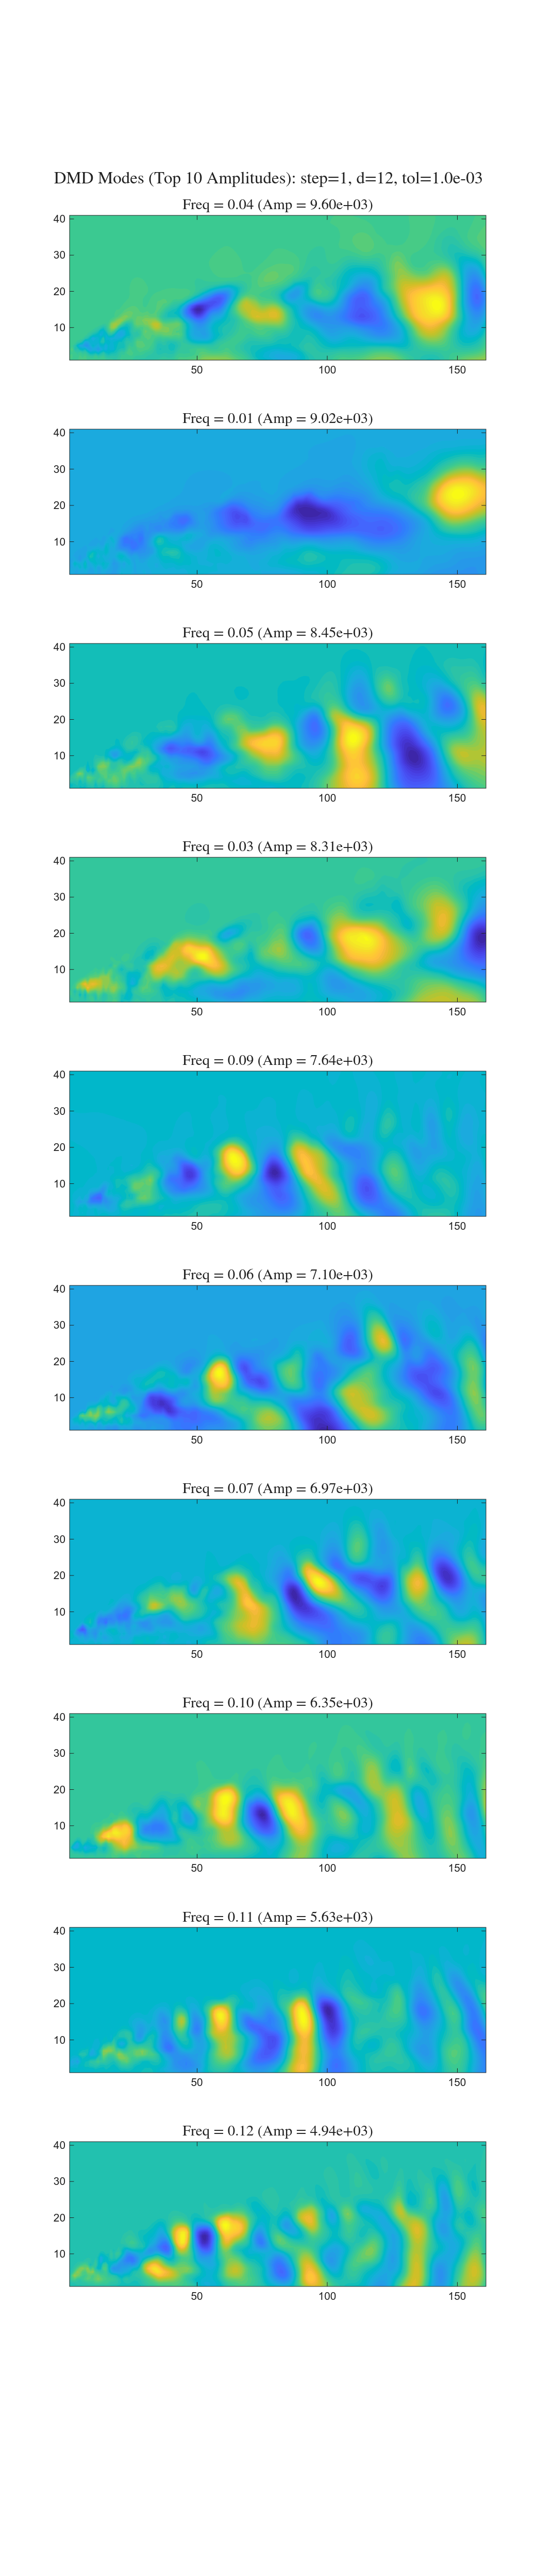 DMD Modes (Top 10 Amplitudes): step=1, d=12, tol=1.0e-03
Freq = 0.04 (Amp = 9.60e+03)
40
30
20
10
50 100 150
Freq = 0.01 (Amp = 9.02e+03)
40
30
20
10
50 100 150
Freq = 0.05 (Amp = 8.45e+03)
40
30
20
10
50 100 150
Freq = 0.03 (Amp = 8.31e+03)
40
30
20
10
50 100 150
Freq = 0.09 (Amp = 7.64e+03)
40
30
20
10
50 100 150
Freq = 0.06 (Amp = 7.10e+03)
40
30
20
10
50 100 150
Freq = 0.07 (Amp = 6.97e+03)
40
30
20
10
50 100 150
Freq = 0.10 (Amp = 6.35e+03)
40
30
20
10
50 100 150
Freq = 0.11 (Amp = 5.63e+03)
40
30
20
10
50 100 150
Freq = 0.12 (Amp = 4.94e+03)
40
30
20
10
50 100 150